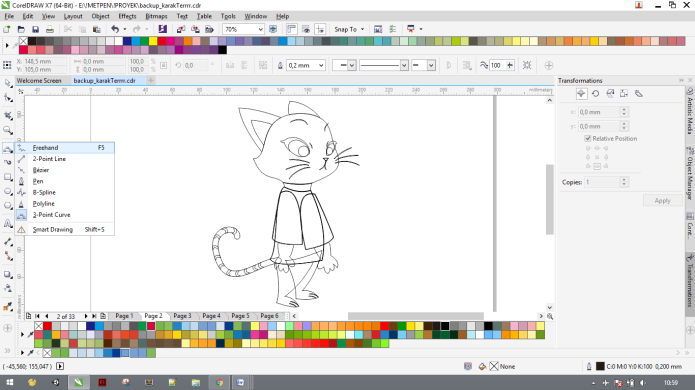 CorelDRAW X7 (64-Bit) - E:\!METPEN\!PROYEK\backup_karakTerm.cdr
File Edit View Layout Object Effects Bitmaps Text Table Tools Window Help
70% Snap To
X: 148,5 mm 0,0 mm 100,0 % 0,0 ° 0,2 mm 100
Y: 105,0 mm 0,0 mm 100,0 %
Welcome Screen backup_karakTerm.cdr
Transformations
millimeters
x: 0,0 mm
y: 0,0 mm
Relative Position
Copies: 1
Apply
Artistic Media
Object Manager
Cont...
Transformations
Freehand F5
2-Point Line
Bézier
Pen
B-Spline
Polyline
3-Point Curve
Smart Drawing Shift+S
2 of 33 Page 1 Page 2 Page 3 Page 4 Page 5 Page 6
( -45,560; 155,047 ) None C:0 M:0 Y:0 K:100 0,200 mm
10:59